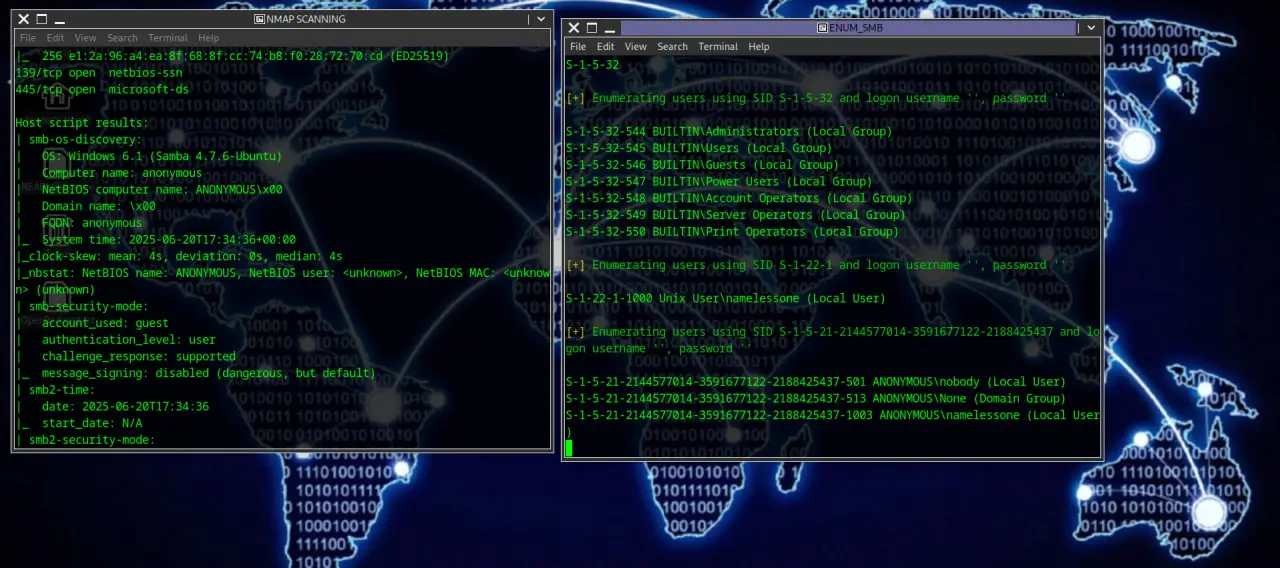 NMAP SCANNING
File Edit View Search Terminal Help
|_  256 e1:2a:96:a4:ea:8f:68:8f:cc:74:b8:f0:28:72:70:cd (ED25519)
139/tcp open  netbios-ssn
445/tcp open  microsoft-ds
Host script results:
| smb-os-discovery:
|   OS: Windows 6.1 (Samba 4.7.6-Ubuntu)
|   Computer name: anonymous
|   NetBIOS computer name: ANONYMOUS\x00
|   Domain name: \x00
|   FQDN: anonymous
|_  System time: 2025-06-20T17:34:36+00:00
|_clock-skew: mean: 4s, deviation: 0s, median: 4s
|_nbstat: NetBIOS name: ANONYMOUS, NetBIOS user: <unknown>, NetBIOS MAC: <unknow
n> (unknown)
| smb-security-mode:
|   account_used: guest
|   authentication_level: user
|   challenge_response: supported
|_  message_signing: disabled (dangerous, but default)
| smb2-time:
|   date: 2025-06-20T17:34:36
|_  start_date: N/A
| smb2-security-mode:
ENUM_SMB
File Edit View Search Terminal Help
S-1-5-32
[+] Enumerating users using SID S-1-5-32 and logon username '', password ''
S-1-5-32-544 BUILTIN\Administrators (Local Group)
S-1-5-32-545 BUILTIN\Users (Local Group)
S-1-5-32-546 BUILTIN\Guests (Local Group)
S-1-5-32-547 BUILTIN\Power Users (Local Group)
S-1-5-32-548 BUILTIN\Account Operators (Local Group)
S-1-5-32-549 BUILTIN\Server Operators (Local Group)
S-1-5-32-550 BUILTIN\Print Operators (Local Group)
[+] Enumerating users using SID S-1-22-1 and logon username '', password ''
S-1-22-1-1000 Unix User\namelessone (Local User)
[+] Enumerating users using SID S-1-5-21-2144577014-3591677122-2188425437 and lo
gon username '', password ''
S-1-5-21-2144577014-3591677122-2188425437-501 ANONYMOUS\nobody (Local User)
S-1-5-21-2144577014-3591677122-2188425437-513 ANONYMOUS\None (Domain Group)
S-1-5-21-2144577014-3591677122-2188425437-1003 ANONYMOUS\namelessone (Local User
)